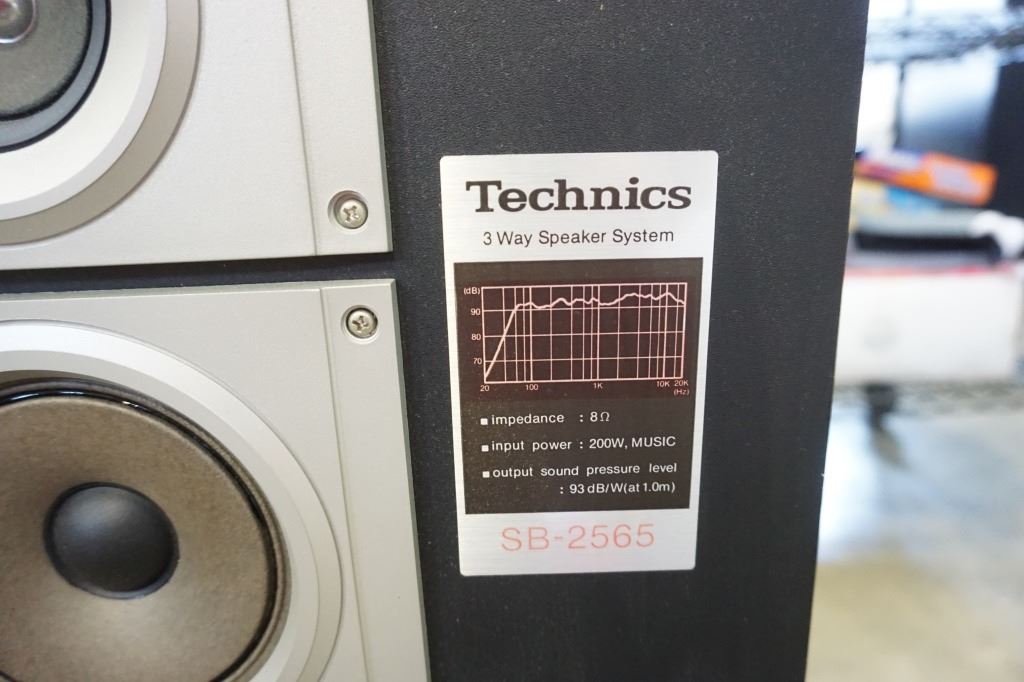 Technics
3 Way Speaker System
(dB)
90
80
70
20 100 1K 10K 20K
(Hz)
■ impedance : 8Ω
■ input power : 200W, MUSIC
■ output sound pressure level
: 93 dB/W(at 1.0m)
SB-2565